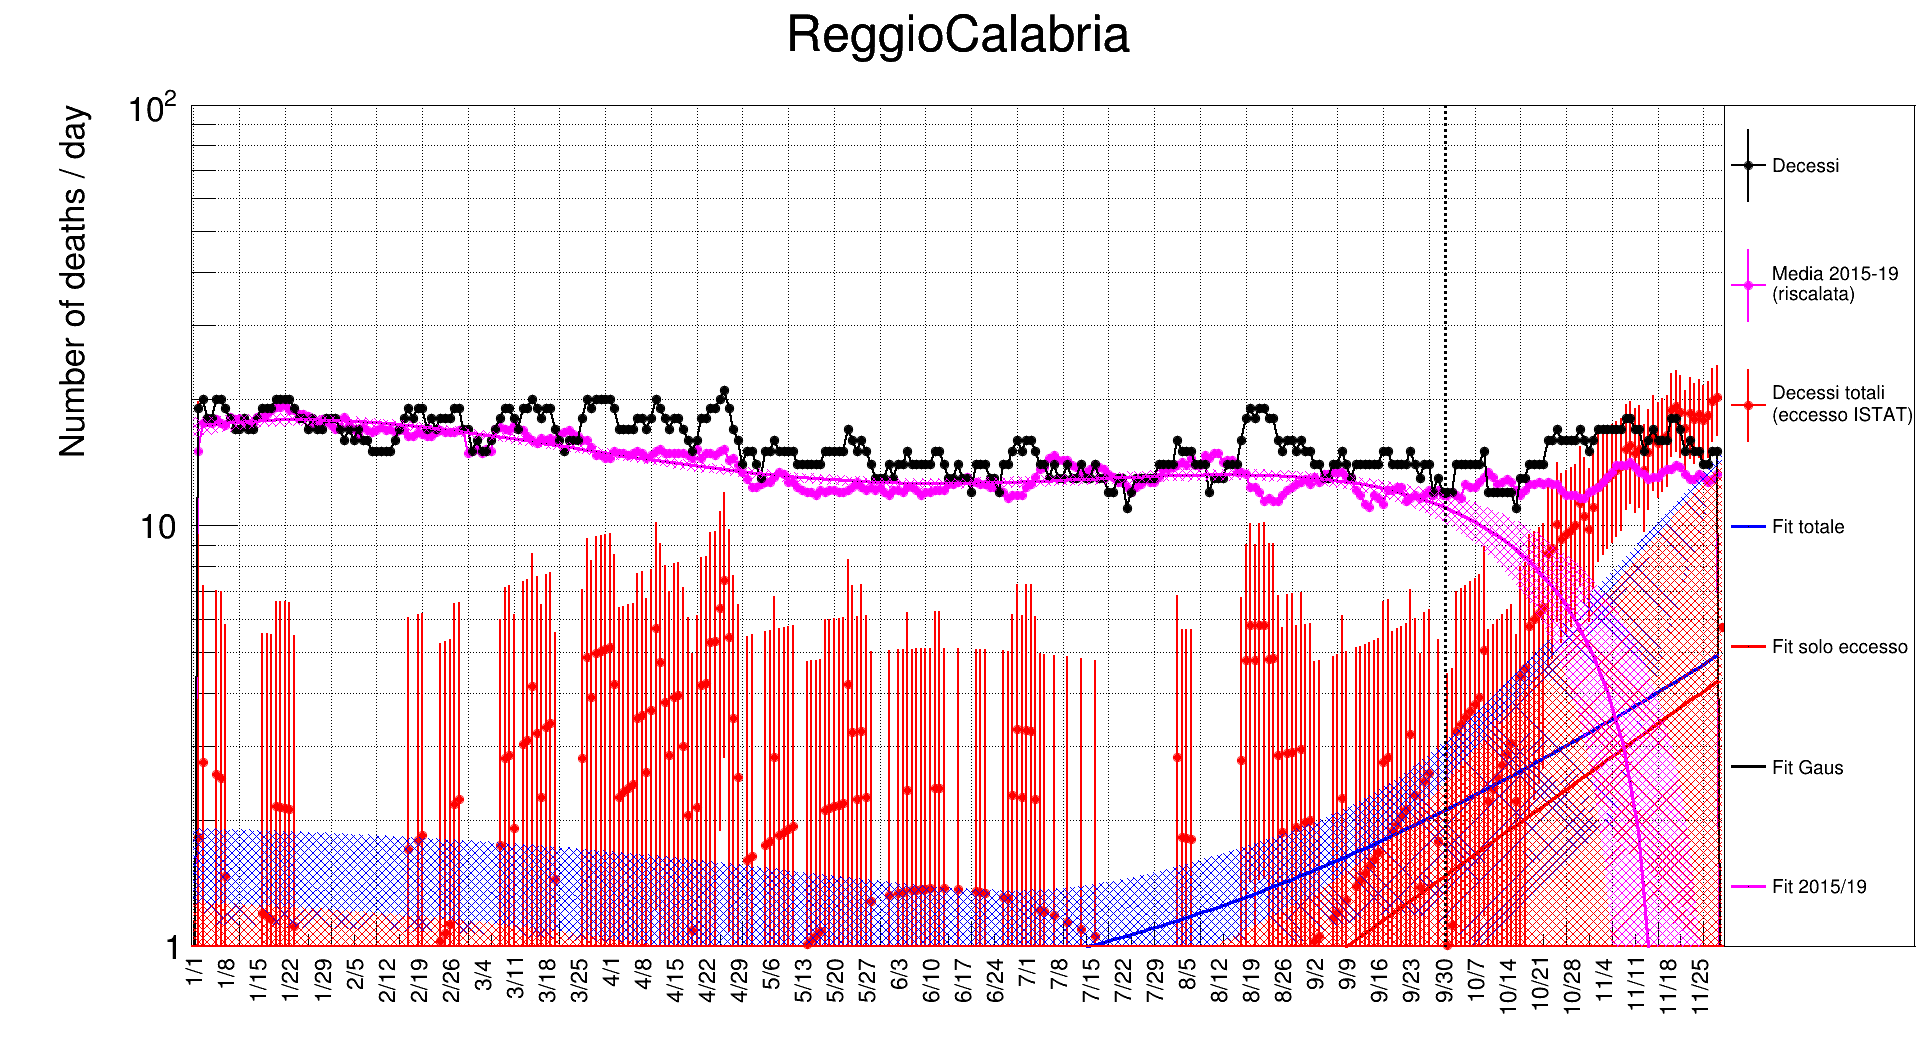 ReggioCalabria
Number of deaths / day
10²
10
1
1/1 1/8 1/15 1/22 1/29 2/5 2/12 2/19 2/26 3/4 3/11 3/18 3/25 4/1 4/8 4/15 4/22 4/29 5/6 5/13 5/20 5/27 6/3 6/10 6/17 6/24 7/1 7/8 7/15 7/22 7/29 8/5 8/12 8/19 8/26 9/2 9/9 9/16 9/23 9/30 10/7 10/14 10/21 10/28 11/4 11/11 11/18 11/25
Decessi
Media 2015-19
(riscalata)
Decessi totali
(eccesso ISTAT)
Fit totale
Fit solo eccesso
Fit Gaus
Fit 2015/19